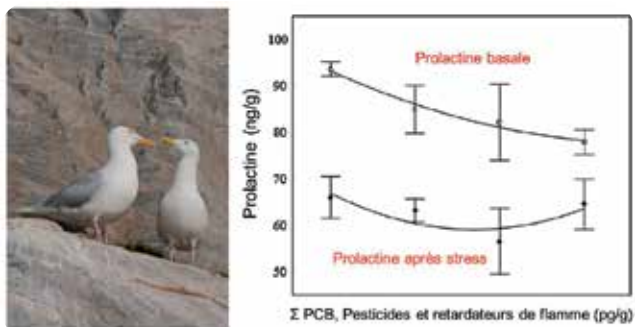 100
90
80
70
60
50
Prolactine (ng/g)
Prolactine basale
Prolactine après stress
Σ PCB, Pesticides et retardateurs de flamme (pg/g)